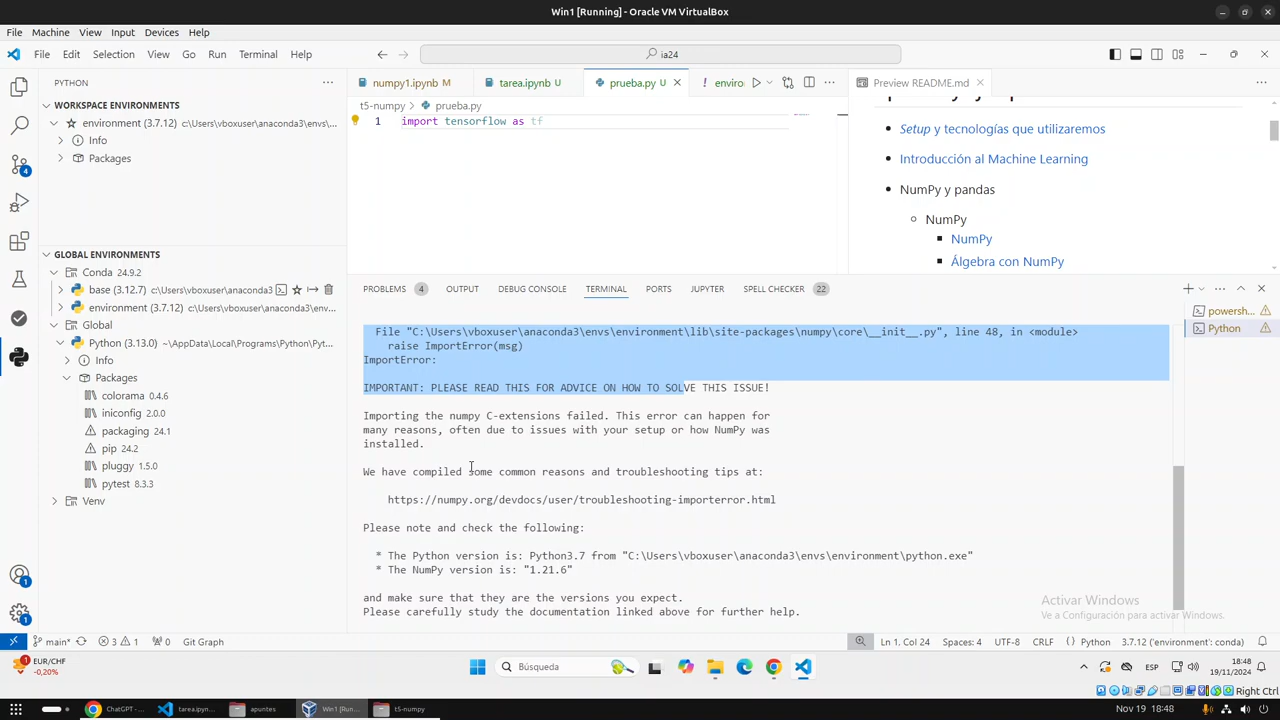 Win1 [Running] - Oracle VM VirtualBox
File Machine View Input Devices Help
File Edit Selection View Go Run Terminal Help
ia24
PYTHON
numpy1.ipynb M
tarea.ipynb U
prueba.py U
enviro
Preview README.md
WORKSPACE ENVIRONMENTS
environment (3.7.12) c:\Users\vboxuser\anaconda3\envs\...
Info
Packages
t5-numpy > prueba.py
1 import tensorflow as tf
Setup y tecnologías que utilizaremos
Introducción al Machine Learning
NumPy y pandas
NumPy
NumPy
Álgebra con NumPy
GLOBAL ENVIRONMENTS
Conda 24.9.2
base (3.12.7) c:\Users\vboxuser\anaconda3
environment (3.7.12) c:\Users\vboxuser\anaconda3\env...
Global
Python (3.13.0) ~\AppData\Local\Programs\Python\Pyt...
Info
Packages
colorama 0.4.6
iniconfig 2.0.0
packaging 24.1
pip 24.2
pluggy 1.5.0
pytest 8.3.3
Venv
PROBLEMS 4 OUTPUT DEBUG CONSOLE TERMINAL PORTS JUPYTER SPELL CHECKER 22
powersh...
Python
File "C:\Users\vboxuser\anaconda3\envs\environment\lib\site-packages\numpy\core\__init__.py", line 48, in <module>
raise ImportError(msg)
ImportError:
IMPORTANT: PLEASE READ THIS FOR ADVICE ON HOW TO SOLVE THIS ISSUE!
Importing the numpy C-extensions failed. This error can happen for
many reasons, often due to issues with your setup or how NumPy was
installed.
We have compiled some common reasons and troubleshooting tips at:
https://numpy.org/devdocs/user/troubleshooting-importerror.html
Please note and check the following:
* The Python version is: Python3.7 from "C:\Users\vboxuser\anaconda3\envs\environment\python.exe"
* The NumPy version is: "1.21.6"
and make sure that they are the versions you expect.
Please carefully study the documentation linked above for further help.
Activar Windows
Ve a Configuración para activar Windows.
main* 3 1 0 Git Graph
Ln 1, Col 24 Spaces: 4 UTF-8 CRLF Python 3.7.12 ('environment': conda)
EUR/CHF
-0,20%
Búsqueda
ESP
18:48
19/11/2024
Right Ctrl
ChatGPT - ...
tarea.ipyn...
apuntes
Win1 [Run...
t5-numpy
Nov 19 18:48